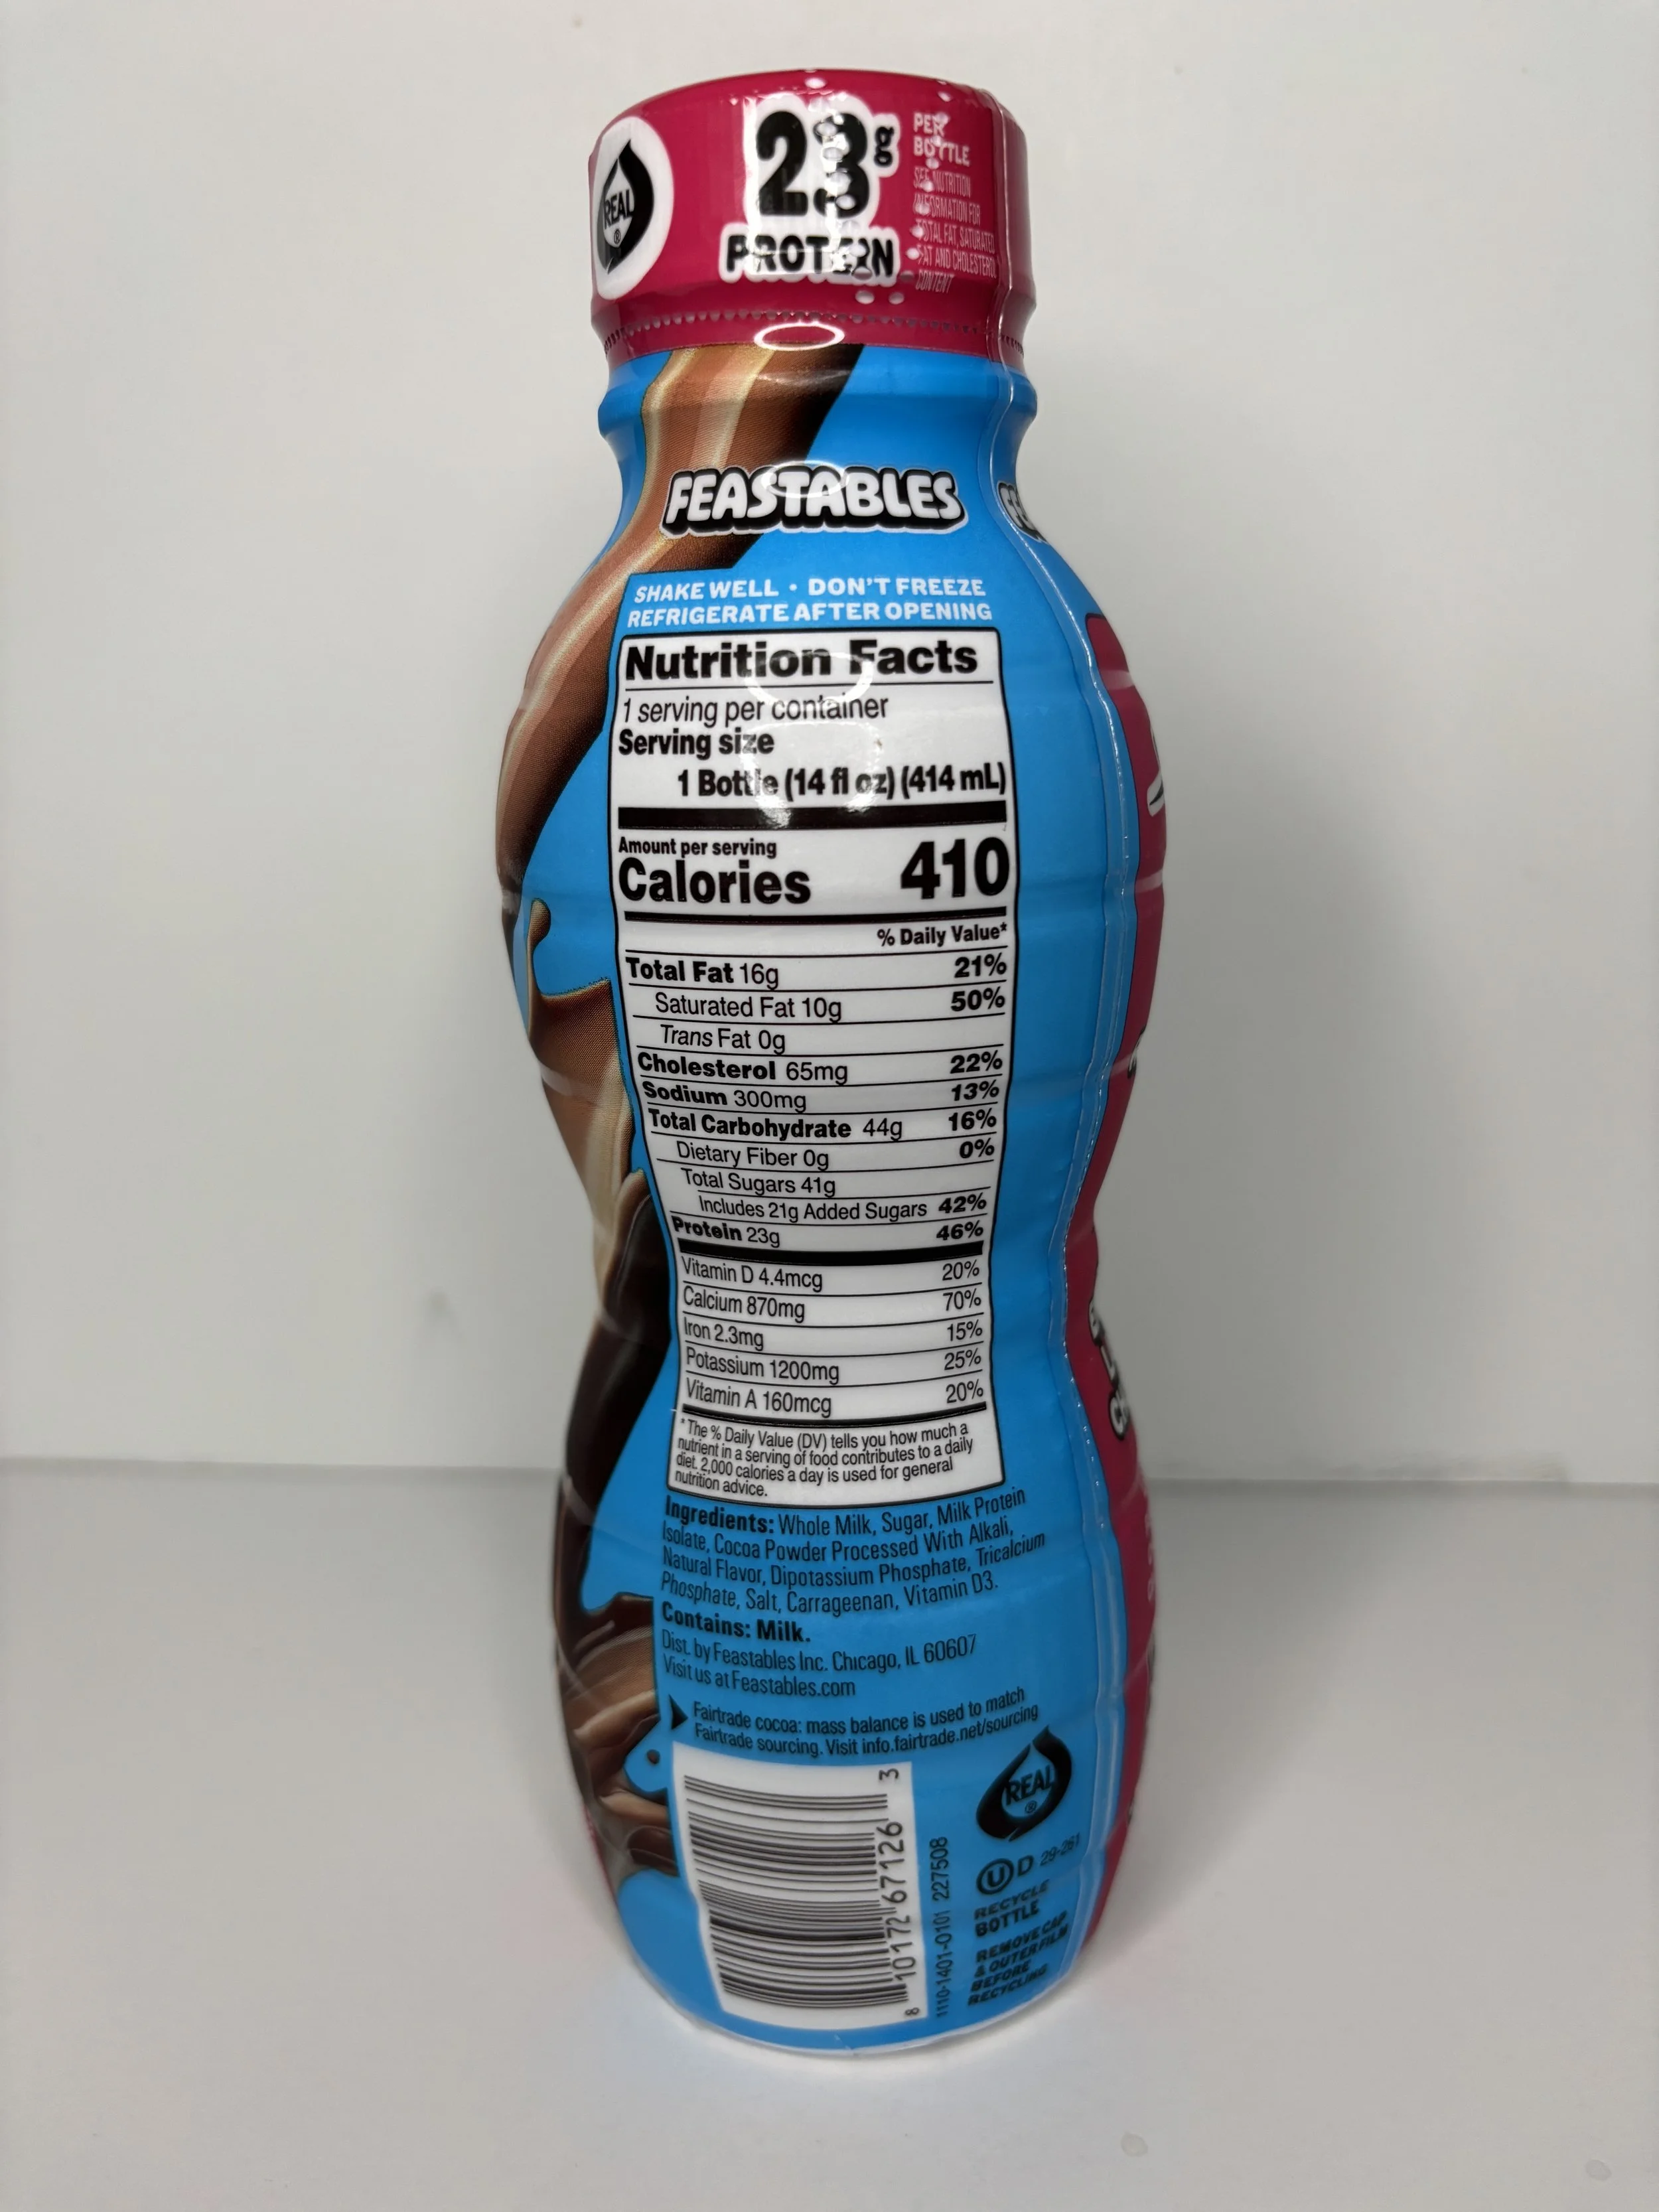 REAL
®
23g
PROTEIN
PER
BOTTLE
SEE NUTRITION
INFORMATION FOR
TOTAL FAT, SATURATED
FAT AND CHOLESTEROL
CONTENT
FEASTABLES
SHAKE WELL • DON'T FREEZE
REFRIGERATE AFTER OPENING
Nutrition Facts
1 serving per container
Serving size
1 Bottle (14 fl oz) (414 mL)
Amount per serving
Calories 410
% Daily Value*
Total Fat 16g 21%
Saturated Fat 10g 50%
Trans Fat 0g
Cholesterol 65mg 22%
Sodium 300mg 13%
Total Carbohydrate 44g 16%
Dietary Fiber 0g 0%
Total Sugars 41g
Includes 21g Added Sugars 42%
Protein 23g 46%
Vitamin D 4.4mcg 20%
Calcium 870mg 70%
Iron 2.3mg 15%
Potassium 1200mg 25%
Vitamin A 160mcg 20%
*The % Daily Value (DV) tells you how much a
nutrient in a serving of food contributes to a daily
diet. 2,000 calories a day is used for general
nutrition advice.
Ingredients: Whole Milk, Sugar, Milk Protein
Isolate, Cocoa Powder Processed With Alkali,
Natural Flavor, Dipotassium Phosphate, Tricalcium
Phosphate, Salt, Carrageenan, Vitamin D3.
Contains: Milk.
Dist. by Feastables Inc. Chicago, IL 60607
Visit us at Feastables.com
Fairtrade cocoa: mass balance is used to match
Fairtrade sourcing. Visit info.fairtrade.net/sourcing
8 10172 67126 3
1110-1401-0101 227508
REAL
®
U D 29-261
RECYCLE
BOTTLE
REMOVE CAP
& OUTER FILM
BEFORE
RECYCLING